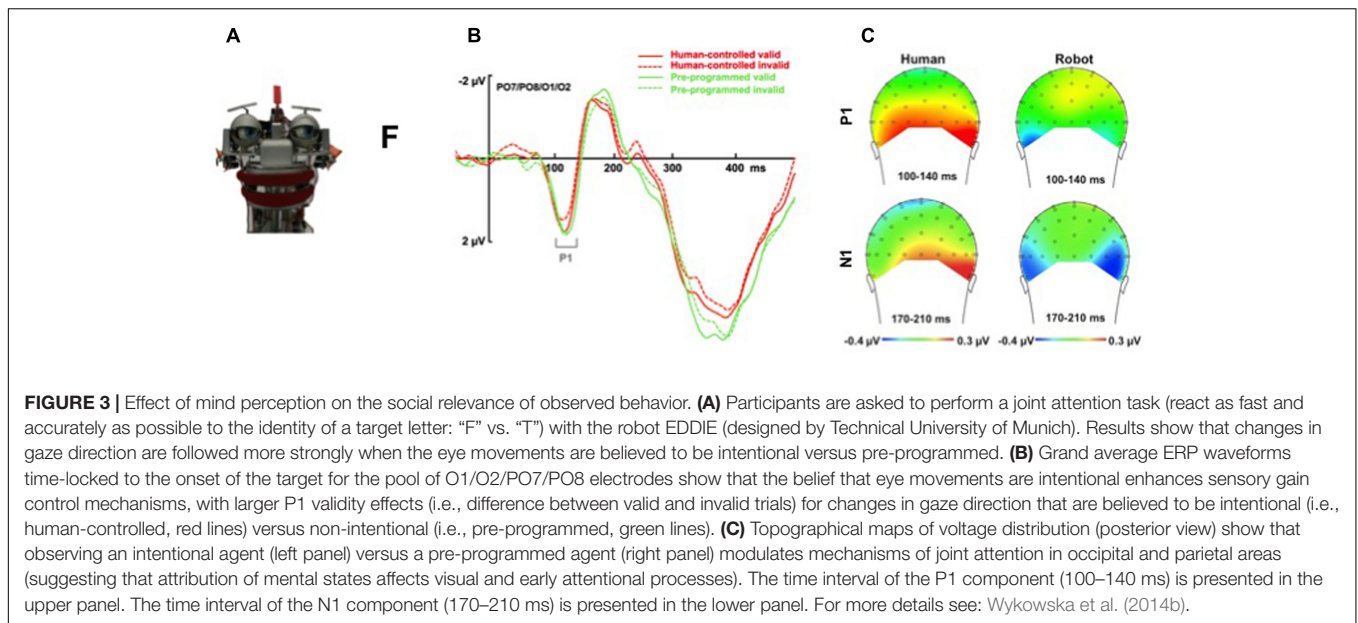 A
B
C
F
-2 µV
PO7/PO8/O1/O2
Human-controlled valid
Human-controlled invalid
Pre-programmed valid
Pre-programmed invalid
100
200
300
400 ms
2 µV
P1
Human
Robot
P1
100-140 ms
100-140 ms
N1
170-210 ms
170-210 ms
-0.4 µV
0.3 µV
-0.4 µV
0.3 µV
FIGURE 3 | Effect of mind perception on the social relevance of observed behavior. (A) Participants are asked to perform a joint attention task (react as fast and
accurately as possible to the identity of a target letter: “F” vs. “T”) with the robot EDDIE (designed by Technical University of Munich). Results show that changes in
gaze direction are followed more strongly when the eye movements are believed to be intentional versus pre-programmed. (B) Grand average ERP waveforms
time-locked to the onset of the target for the pool of O1/O2/PO7/PO8 electrodes show that the belief that eye movements are intentional enhances sensory gain
control mechanisms, with larger P1 validity effects (i.e., difference between valid and invalid trials) for changes in gaze direction that are believed to be intentional (i.e.,
human-controlled, red lines) versus non-intentional (i.e., pre-programmed, green lines). (C) Topographical maps of voltage distribution (posterior view) show that
observing an intentional agent (left panel) versus a pre-programmed agent (right panel) modulates mechanisms of joint attention in occipital and parietal areas
(suggesting that attribution of mental states affects visual and early attentional processes). The time interval of the P1 component (100–140 ms) is presented in the
upper panel. The time interval of the N1 component (170–210 ms) is presented in the lower panel. For more details see: Wykowska et al. (2014b).